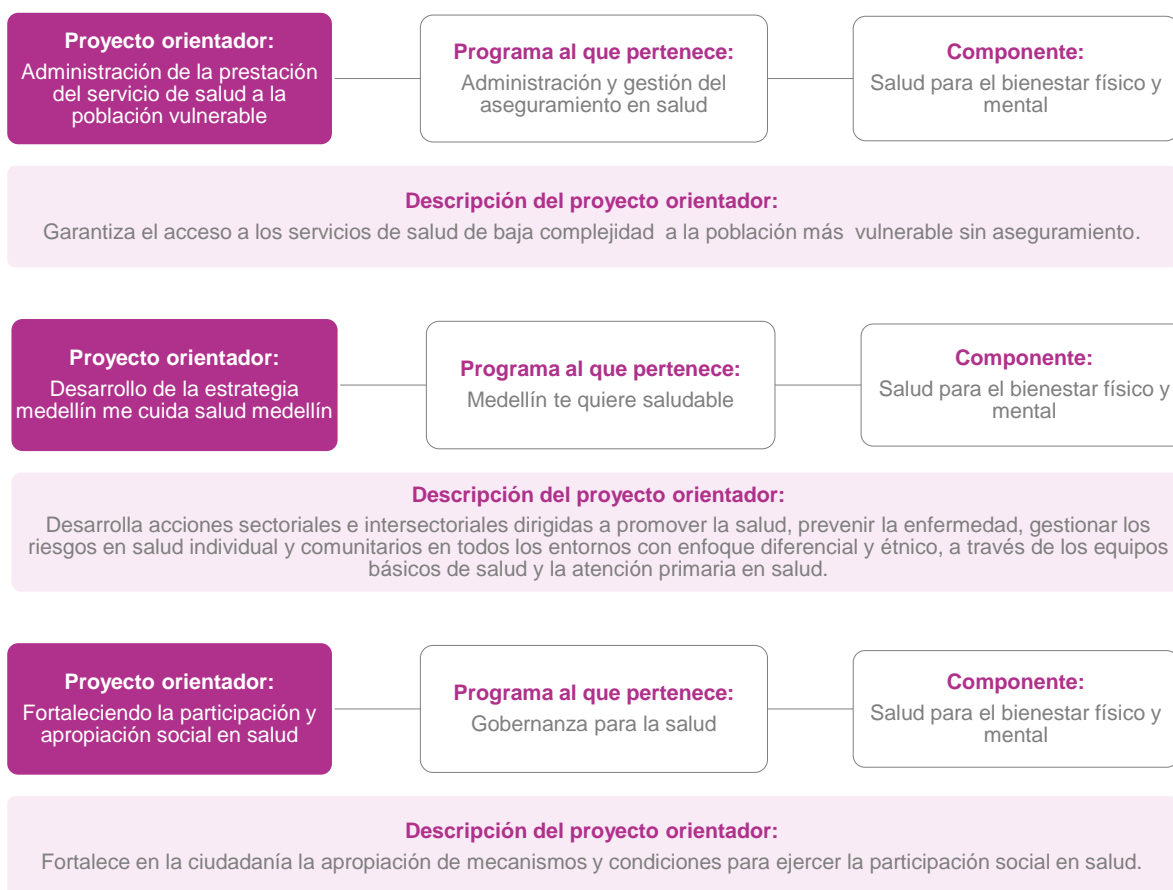 Proyecto orientador:
Administración de la prestación
del servicio de salud a la
población vulnerable
Programa al que pertenece:
Administración y gestión del
aseguramiento en salud
Componente:
Salud para el bienestar físico y
mental
Descripción del proyecto orientador:
Garantiza el acceso a los servicios de salud de baja complejidad a la población más vulnerable sin aseguramiento.
Proyecto orientador:
Desarrollo de la estrategia
medellín me cuida salud medellín
Programa al que pertenece:
Medellín te quiere saludable
Componente:
Salud para el bienestar físico y
mental
Descripción del proyecto orientador:
Desarrolla acciones sectoriales e intersectoriales dirigidas a promover la salud, prevenir la enfermedad, gestionar los
riesgos en salud individual y comunitarios en todos los entornos con enfoque diferencial y étnico, a través de los equipos
básicos de salud y la atención primaria en salud.
Proyecto orientador:
Fortaleciendo la participación y
apropiación social en salud
Programa al que pertenece:
Gobernanza para la salud
Componente:
Salud para el bienestar físico y
mental
Descripción del proyecto orientador:
Fortalece en la ciudadanía la apropiación de mecanismos y condiciones para ejercer la participación social en salud.